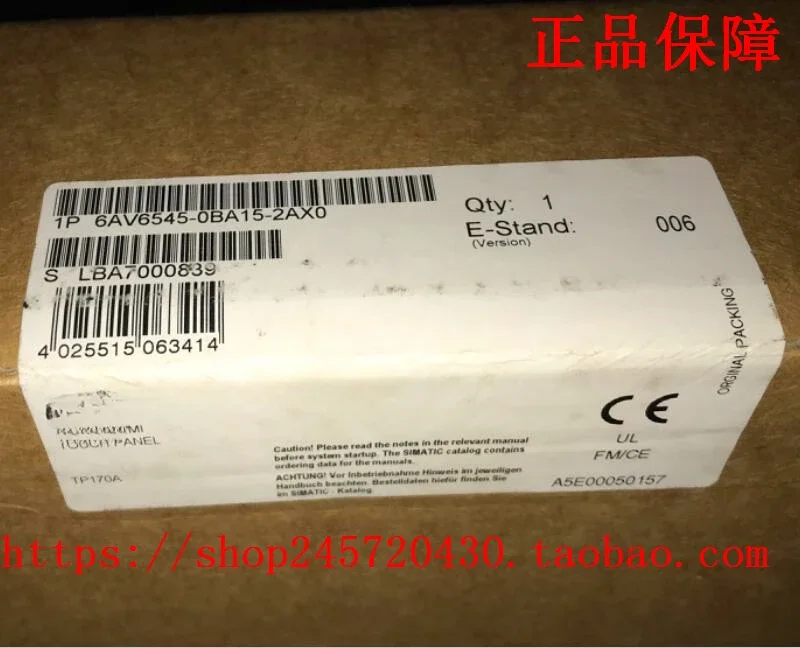 正品保障
1P 6AV6545-0BA15-2AX0
Qty: 1
E-Stand: 006
(Version)
S LBA7000839
4 025515 063414
ORGINAL PACKING
TOUCH PANEL
TP170A
Caution! Please read the notes in the relevant manual
before system startup. The SIMATIC catalog contains
ordering data for the manuals.
ACHTUNG! Vor Inbetriebnahme Hinweis im jeweiligen
Handbuch beachten. Bestelldaten hiefür finden Sie
im SIMATIC - Katalog.
CE
UL
FM/CE
A5E00050157
https://shop245720430.taobao.com